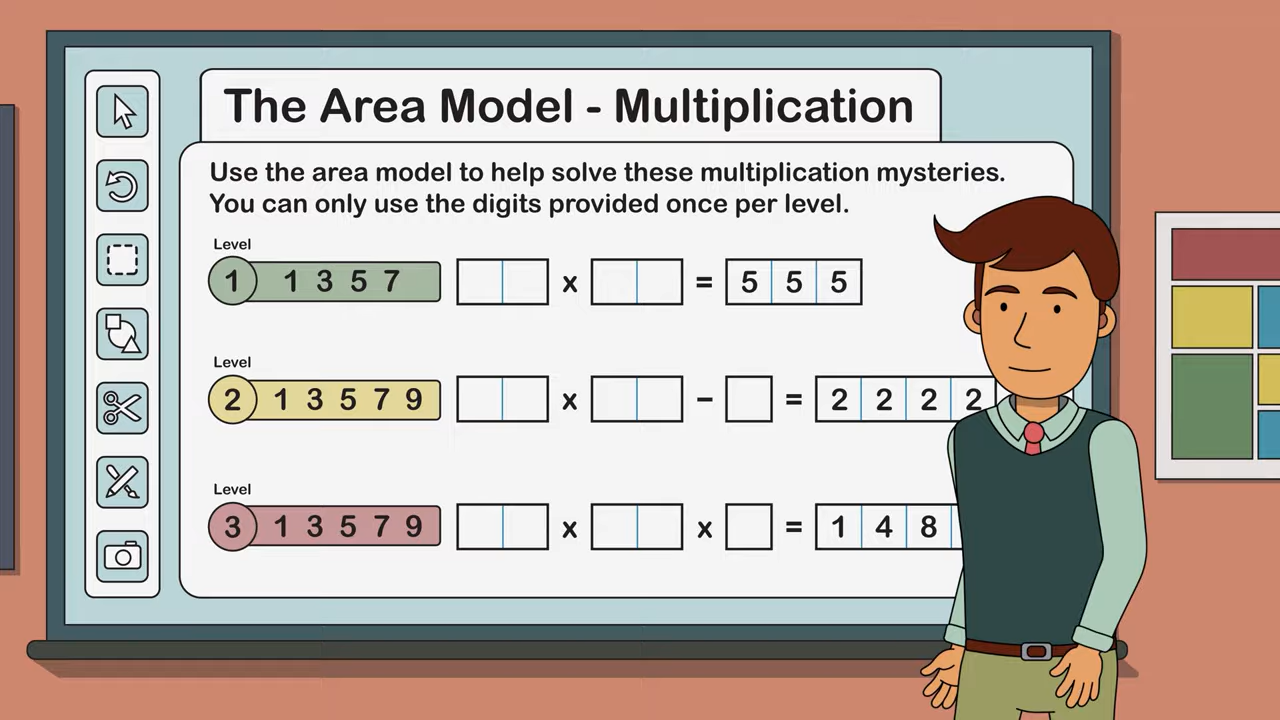 The Area Model - Multiplication
Use the area model to help solve these multiplication mysteries.
You can only use the digits provided once per level.
Level
1 1 3 5 7 x = 5 5 5
Level
2 1 3 5 7 9 x - = 2 2 2 2
Level
3 1 3 5 7 9 x x = 1 4 8